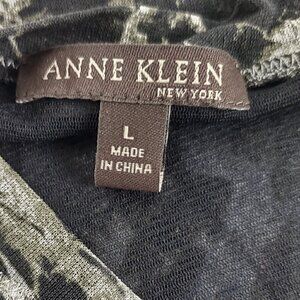 ANNE KLEIN
NEW YORK
L
MADE
IN CHINA